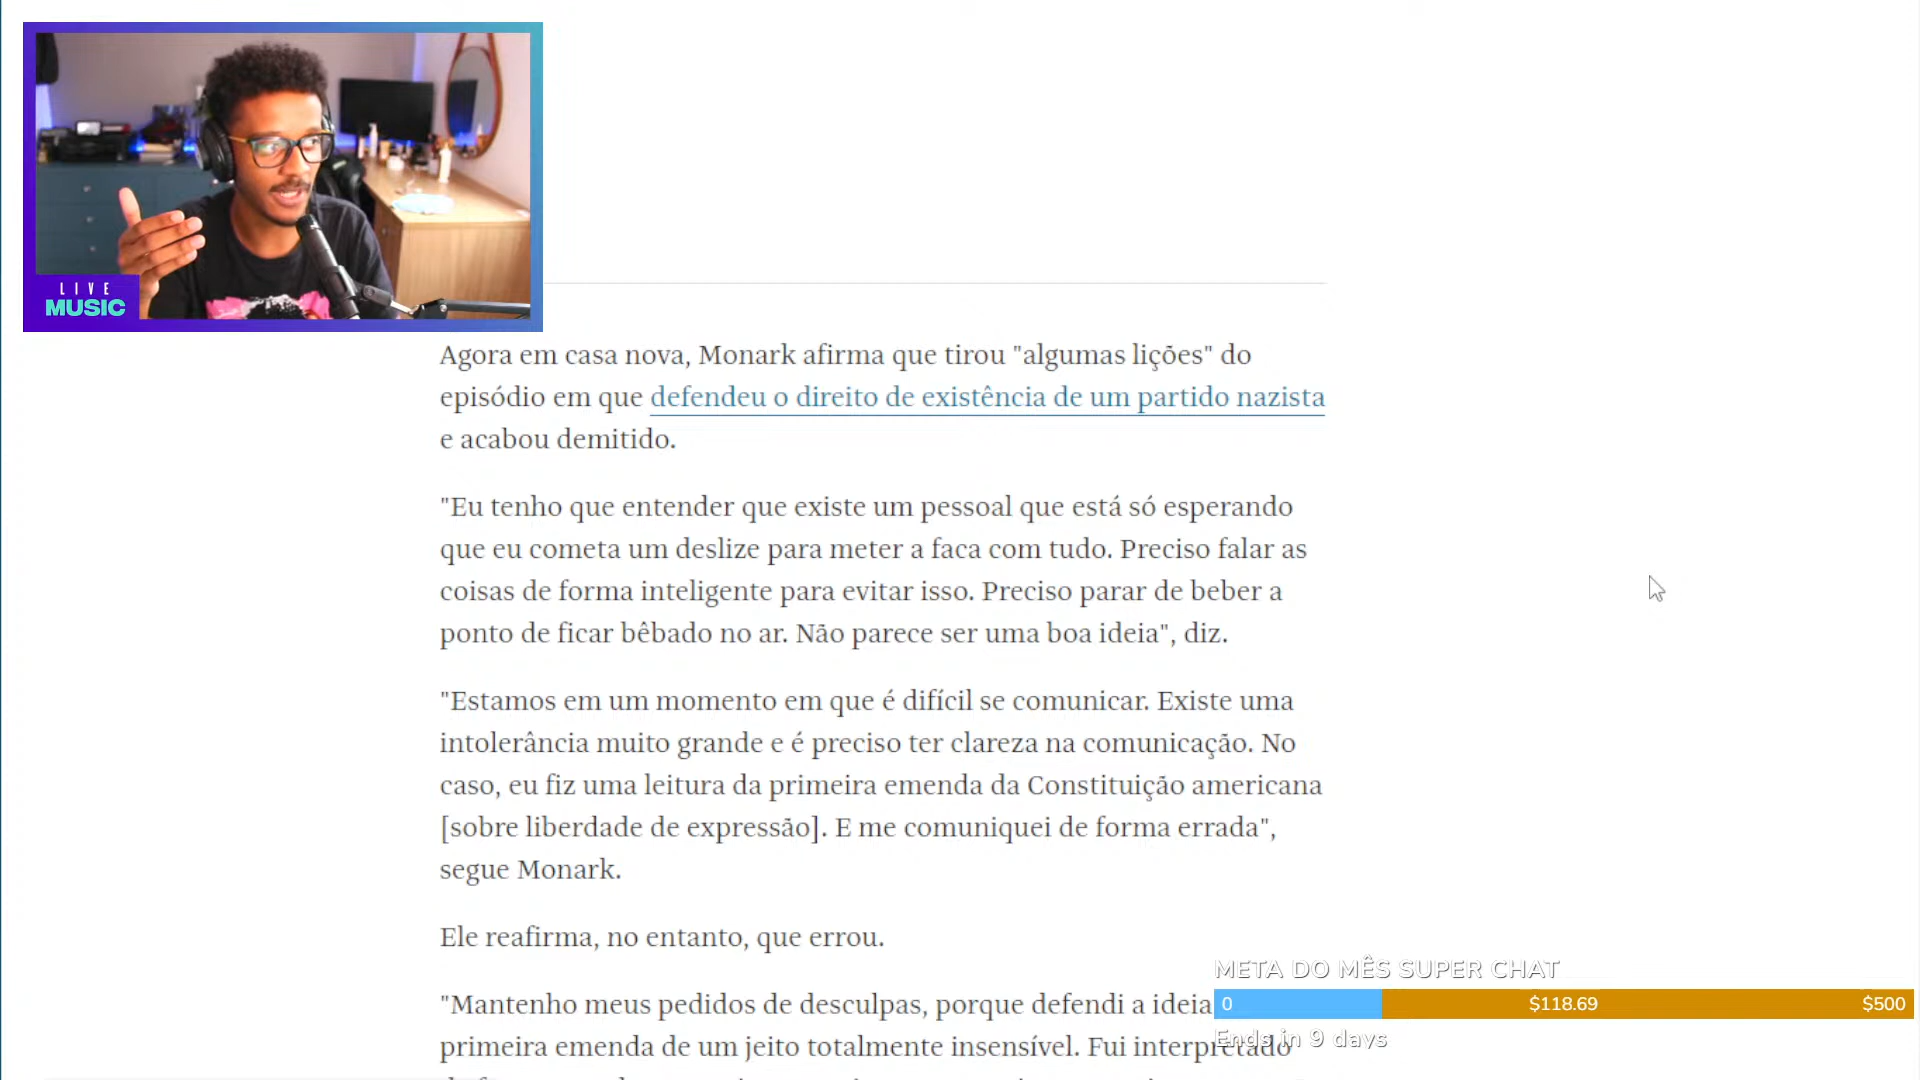 LIVE
MUSIC
Agora em casa nova, Monark afirma que tirou "algumas lições" do
episódio em que defendeu o direito de existência de um partido nazista
e acabou demitido.
"Eu tenho que entender que existe um pessoal que está só esperando
que eu cometa um deslize para meter a faca com tudo. Preciso falar as
coisas de forma inteligente para evitar isso. Preciso parar de beber a
ponto de ficar bêbado no ar. Não parece ser uma boa ideia", diz.
"Estamos em um momento em que é difícil se comunicar. Existe uma
intolerância muito grande e é preciso ter clareza na comunicação. No
caso, eu fiz uma leitura da primeira emenda da Constituição americana
[sobre liberdade de expressão]. E me comuniquei de forma errada",
segue Monark.
Ele reafirma, no entanto, que errou.
"Mantenho meus pedidos de desculpas, porque defendi a ideia
primeira emenda de um jeito totalmente insensível. Fui interpretado
META DO MÊS SUPER CHAT
0 $118.69 $500
Ends in 9 days